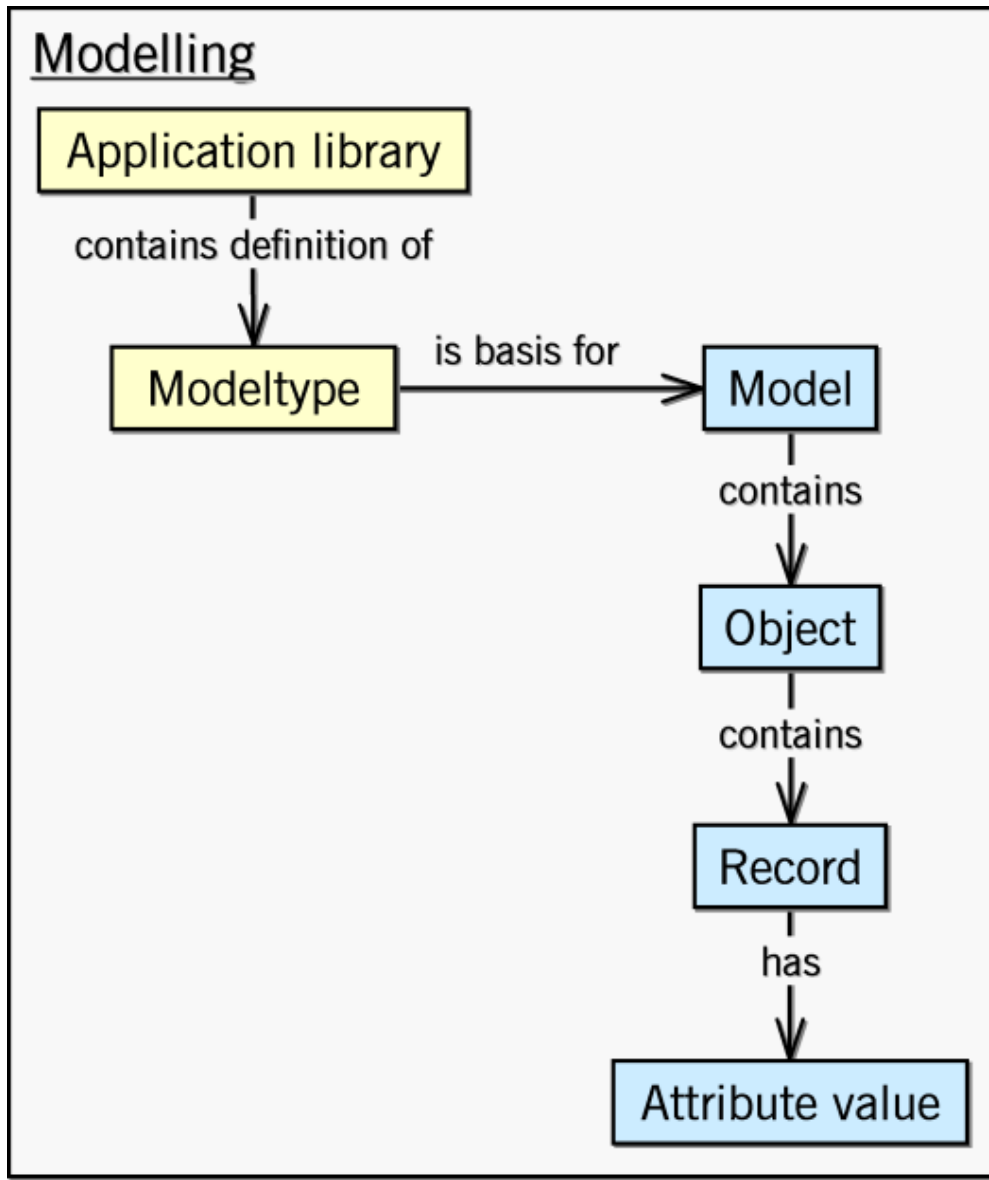 Modelling
Application library
contains definition of
Modeltype
is basis for
Model
contains
Object
contains
Record
has
Attribute value